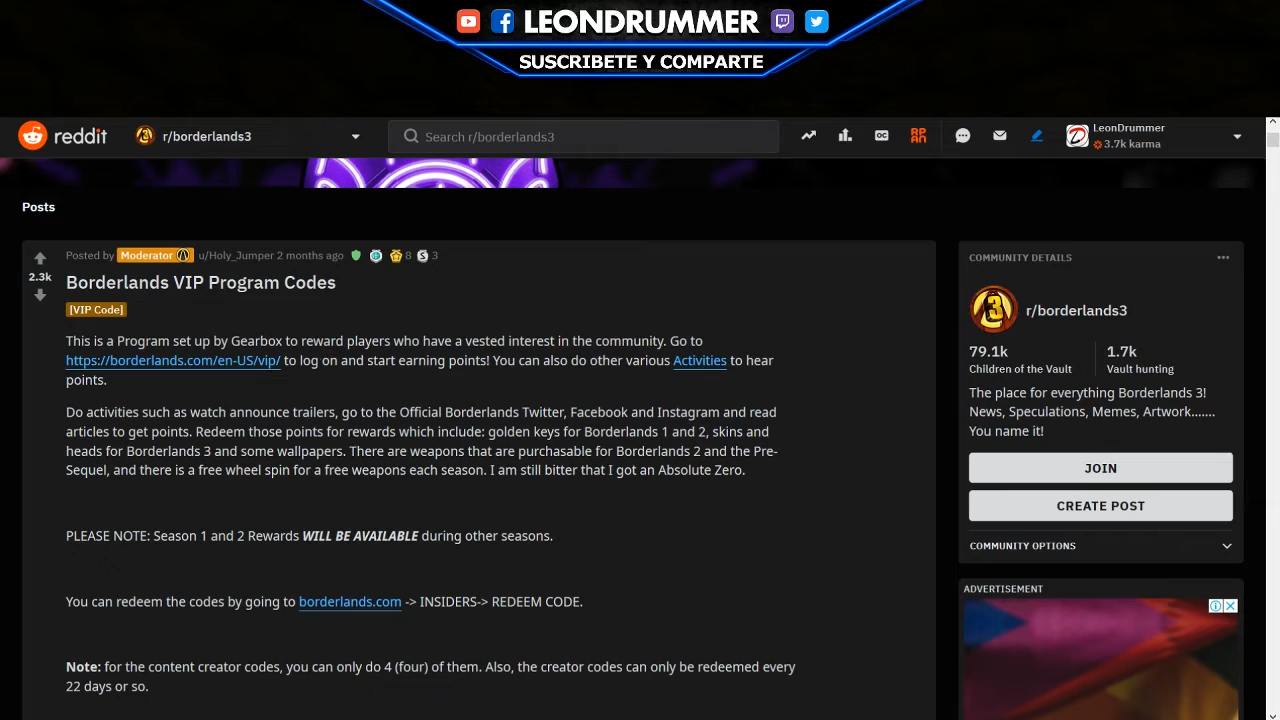 LEONDRUMMER
SUSCRIBETE Y COMPARTE
reddit
r/borderlands3
Search r/borderlands3
OC
RP
AN
LeonDrummer
3.7k karma
Posts
Posted by Moderator u/Holy_Jumper 2 months ago 8 S 3
2.3k
Borderlands VIP Program Codes
[VIP Code]
This is a Program set up by Gearbox to reward players who have a vested interest in the community. Go to
https://borderlands.com/en-US/vip/ to log on and start earning points! You can also do other various Activities to hear
points.
Do activities such as watch announce trailers, go to the Official Borderlands Twitter, Facebook and Instagram and read
articles to get points. Redeem those points for rewards which include: golden keys for Borderlands 1 and 2, skins and
heads for Borderlands 3 and some wallpapers. There are weapons that are purchasable for Borderlands 2 and the Pre-
Sequel, and there is a free wheel spin for a free weapons each season. I am still bitter that I got an Absolute Zero.
PLEASE NOTE: Season 1 and 2 Rewards WILL BE AVAILABLE during other seasons.
You can redeem the codes by going to borderlands.com -> INSIDERS-> REDEEM CODE.
Note: for the content creator codes, you can only do 4 (four) of them. Also, the creator codes can only be redeemed every
22 days or so.
COMMUNITY DETAILS
3
r/borderlands3
79.1k
1.7k
Children of the Vault
Vault hunting
The place for everything Borderlands 3!
News, Speculations, Memes, Artwork.......
You name it!
JOIN
CREATE POST
COMMUNITY OPTIONS
ADVERTISEMENT